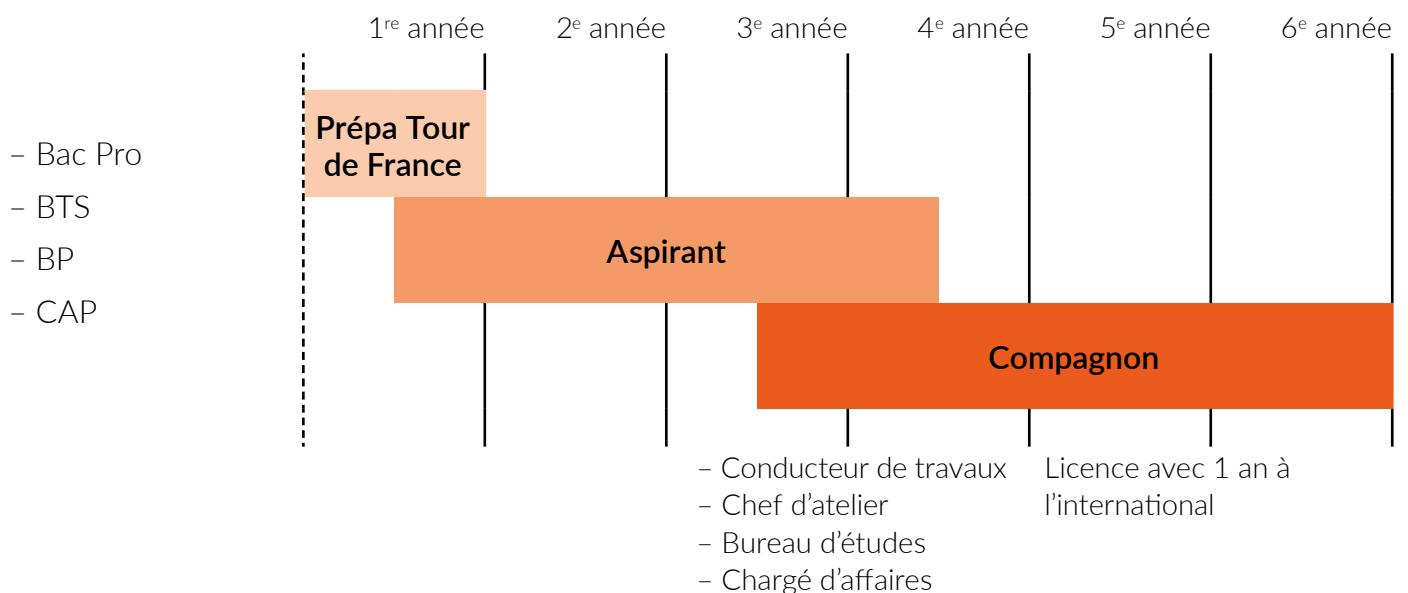 1re année 2e année 3e année 4e année 5e année 6e année
Prépa Tour
de France
– Bac Pro
– BTS
– BP
– CAP
Aspirant
Compagnon
– Conducteur de travaux
– Chef d’atelier
– Bureau d’études
– Chargé d’affaires
Licence avec 1 an à
l’international